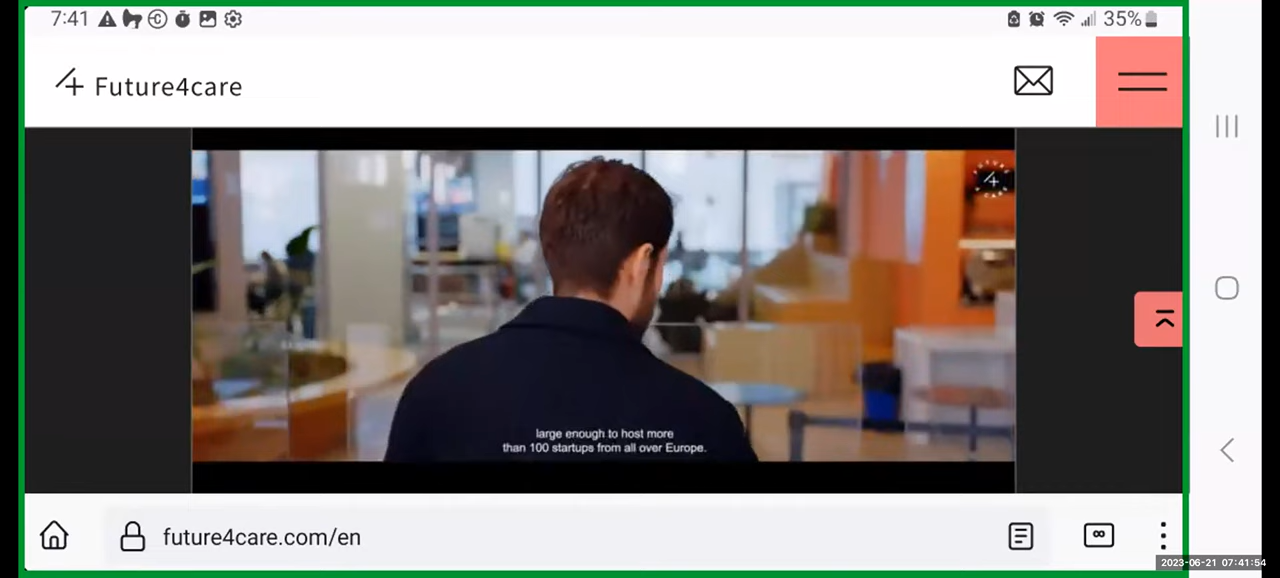 7:41
35%
Future4care
large enough to host more
than 100 startups from all over Europe.
future4care.com/en
∞
2023-06-21 07:41:54